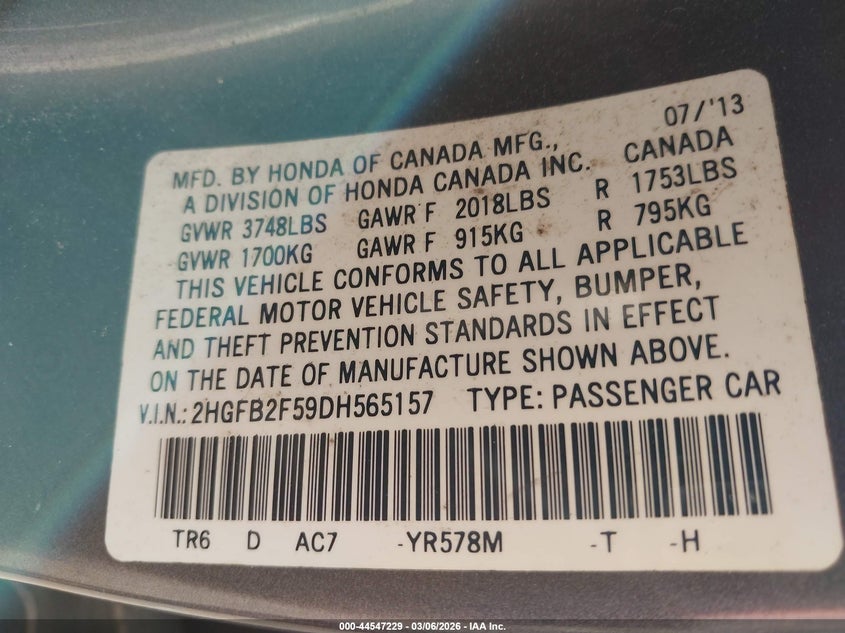 07/'13
MFD. BY HONDA OF CANADA MFG.,
A DIVISION OF HONDA CANADA INC. CANADA
GVWR 3748LBS GAWR F 2018LBS R 1753LBS
GVWR 1700KG GAWR F 915KG R 795KG
THIS VEHICLE CONFORMS TO ALL APPLICABLE
FEDERAL MOTOR VEHICLE SAFETY, BUMPER,
AND THEFT PREVENTION STANDARDS IN EFFECT
ON THE DATE OF MANUFACTURE SHOWN ABOVE.
V.I.N.: 2HGFB2F59DH565157 TYPE: PASSENGER CAR
TR6 D AC7 -YR578M -T -H
000-44547229 - 03/06/2026 - IAA Inc.